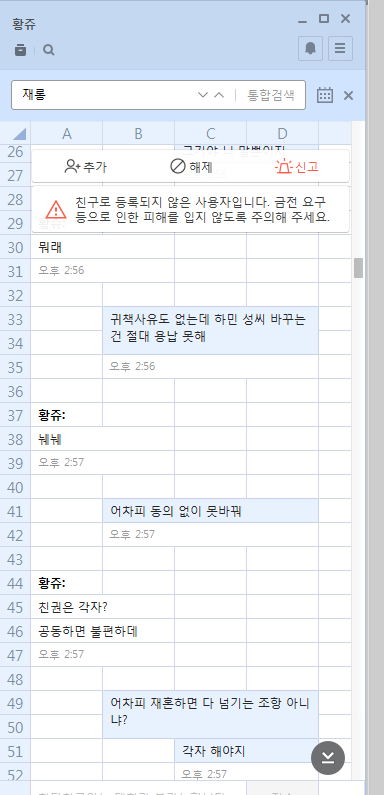 황쥬
재롱 통합검색
A B C D
26
27
추가 해제 신고
28
친구로 등록되지 않은 사용자입니다. 금전 요구
29
등으로 인한 피해를 입지 않도록 주의해 주세요.
30 뭐래
31 오후 2:56
32
33 귀책사유도 없는데 하민 성씨 바꾸는
34 건 절대 용납 못해
35 오후 2:56
36
37 황쥬:
38 눼눼
39 오후 2:57
40
41 어차피 동의 없이 못바꿔
42 오후 2:57
43
44 황쥬:
45 친권은 각자?
46 공동하면 불편하데
47 오후 2:57
48
49 어차피 재혼하면 다 넘기는 조항 아니
50 냐?
51 각자 해야지
52 오후 2:57